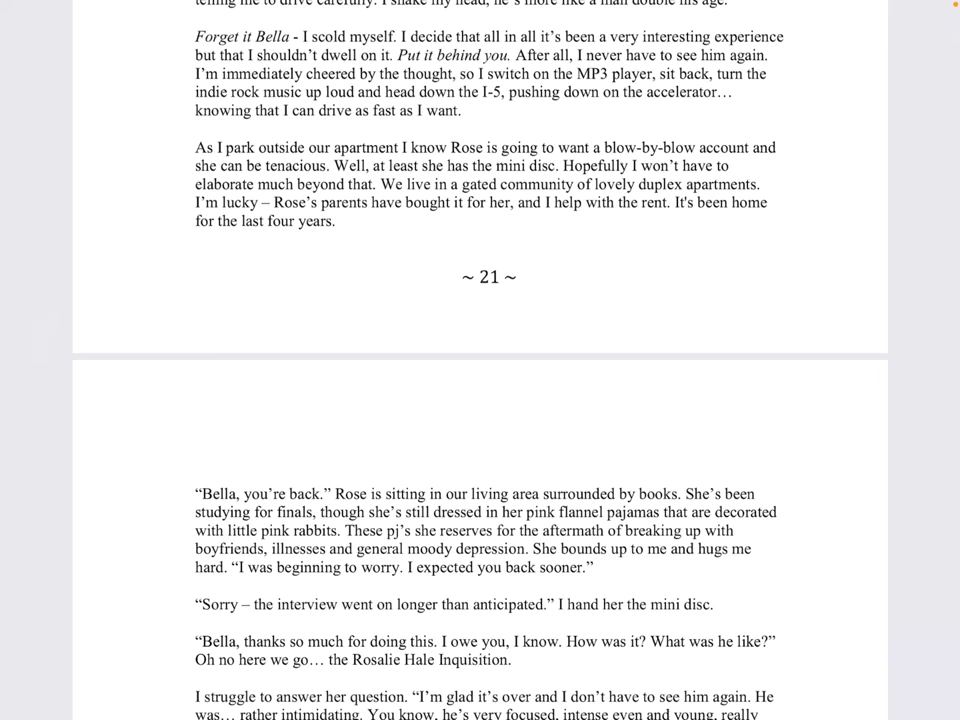 telling me to drive carefully. I shake my head, he's more like a man double his age.
Forget it Bella - I scold myself. I decide that all in all it's been a very interesting experience
but that I shouldn't dwell on it. Put it behind you. After all, I never have to see him again.
I'm immediately cheered by the thought, so I switch on the MP3 player, sit back, turn the
indie rock music up loud and head down the I-5, pushing down on the accelerator…
knowing that I can drive as fast as I want.
As I park outside our apartment I know Rose is going to want a blow-by-blow account and
she can be tenacious. Well, at least she has the mini disc. Hopefully I won't have to
elaborate much beyond that. We live in a gated community of lovely duplex apartments.
I'm lucky – Rose's parents have bought it for her, and I help with the rent. It's been home
for the last four years.
~ 21 ~
“Bella, you're back.” Rose is sitting in our living area surrounded by books. She's been
studying for finals, though she's still dressed in her pink flannel pajamas that are decorated
with little pink rabbits. These pj's she reserves for the aftermath of breaking up with
boyfriends, illnesses and general moody depression. She bounds up to me and hugs me
hard. “I was beginning to worry. I expected you back sooner.”
“Sorry – the interview went on longer than anticipated.” I hand her the mini disc.
“Bella, thanks so much for doing this. I owe you, I know. How was it? What was he like?”
Oh no here we go… the Rosalie Hale Inquisition.
I struggle to answer her question. “I'm glad it's over and I don't have to see him again. He
was… rather intimidating. You know, he's very focused, intense even and young, really